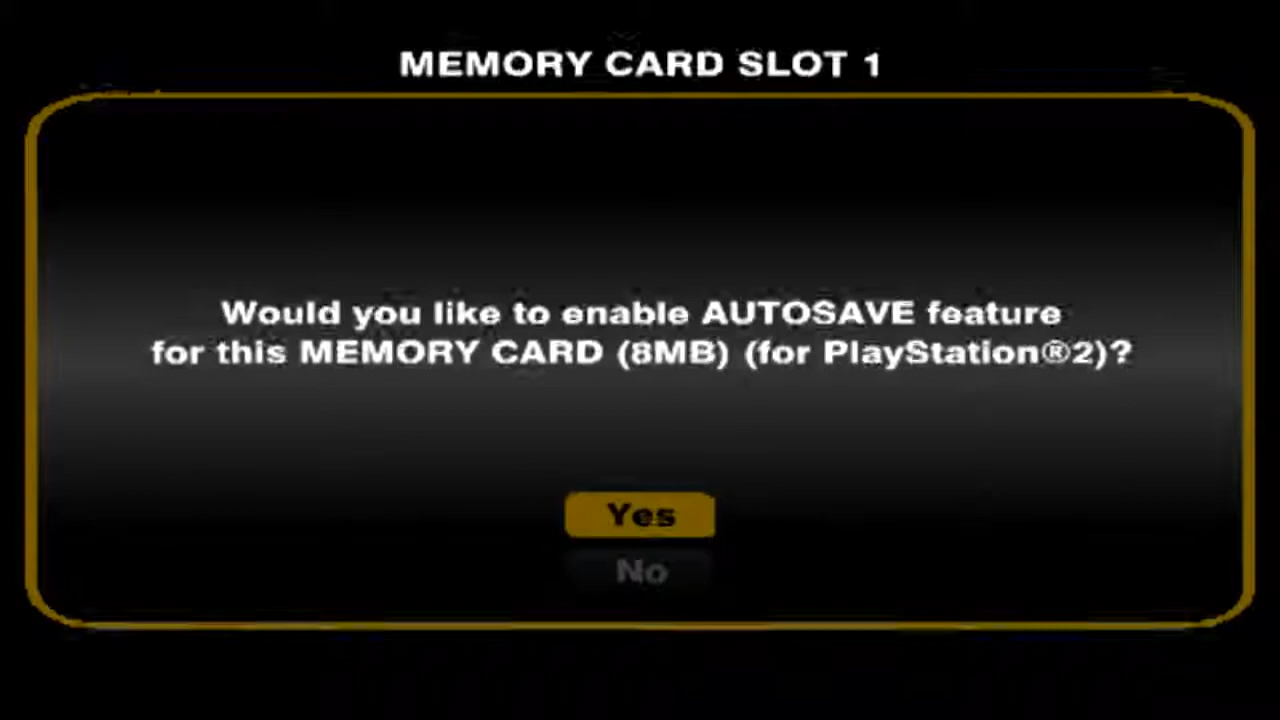 MEMORY CARD SLOT 1
Would you like to enable AUTOSAVE feature
for this MEMORY CARD (8MB) (for PlayStation®2)?
Yes
No